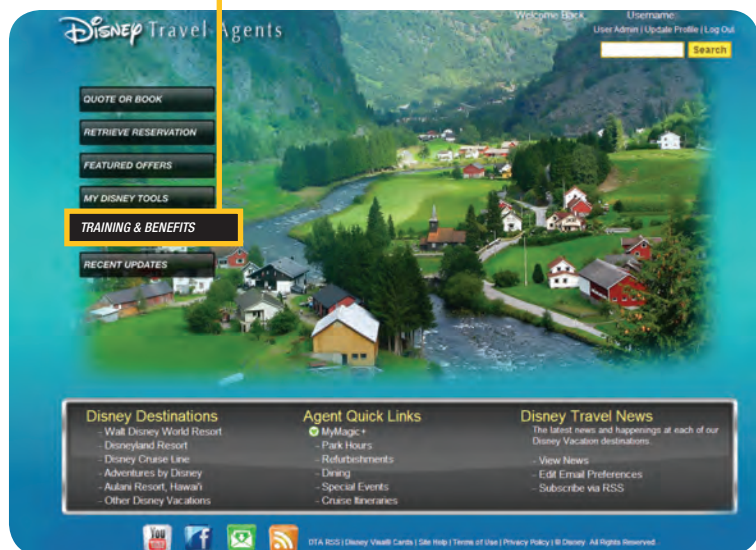 Disney Travel Agents
Welcome Back, Username:
User Admin | Update Profile | Log Out
Search
QUOTE OR BOOK
RETRIEVE RESERVATION
FEATURED OFFERS
MY DISNEY TOOLS
TRAINING & BENEFITS
RECENT UPDATES
Disney Destinations
- Walt Disney World Resort
- Disneyland Resort
- Disney Cruise Line
- Adventures by Disney
- Aulani Resort, Hawai'i
- Other Disney Vacations
Agent Quick Links
MyMagic+
- Park Hours
- Refurbishments
- Dining
- Special Events
- Cruise Itineraries
Disney Travel News
The latest news and happenings at each of our
Disney Vacation destinations.
- View News
- Edit Email Preferences
- Subscribe via RSS
You Tube
f
DTA RSS | Disney Visa® Cards | Site Help | Terms of Use | Privacy Policy | © Disney. All Rights Reserved.